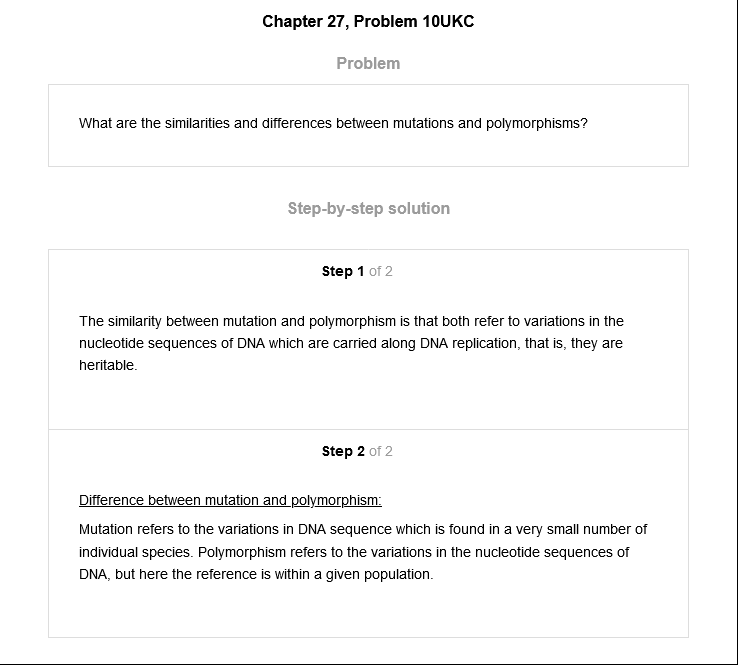 Chapter 27, Problem 10UKC
Problem
What are the similarities and differences between mutations and polymorphisms?
Step-by-step solution
Step 1 of 2
The similarity between mutation and polymorphism is that both refer to variations in the
nucleotide sequences of DNA which are carried along DNA replication, that is, they are
heritable.
Step 2 of 2
Difference between mutation and polymorphism:
Mutation refers to the variations in DNA sequence which is found in a very small number of
individual species. Polymorphism refers to the variations in the nucleotide sequences of
DNA, but here the reference is within a given population.